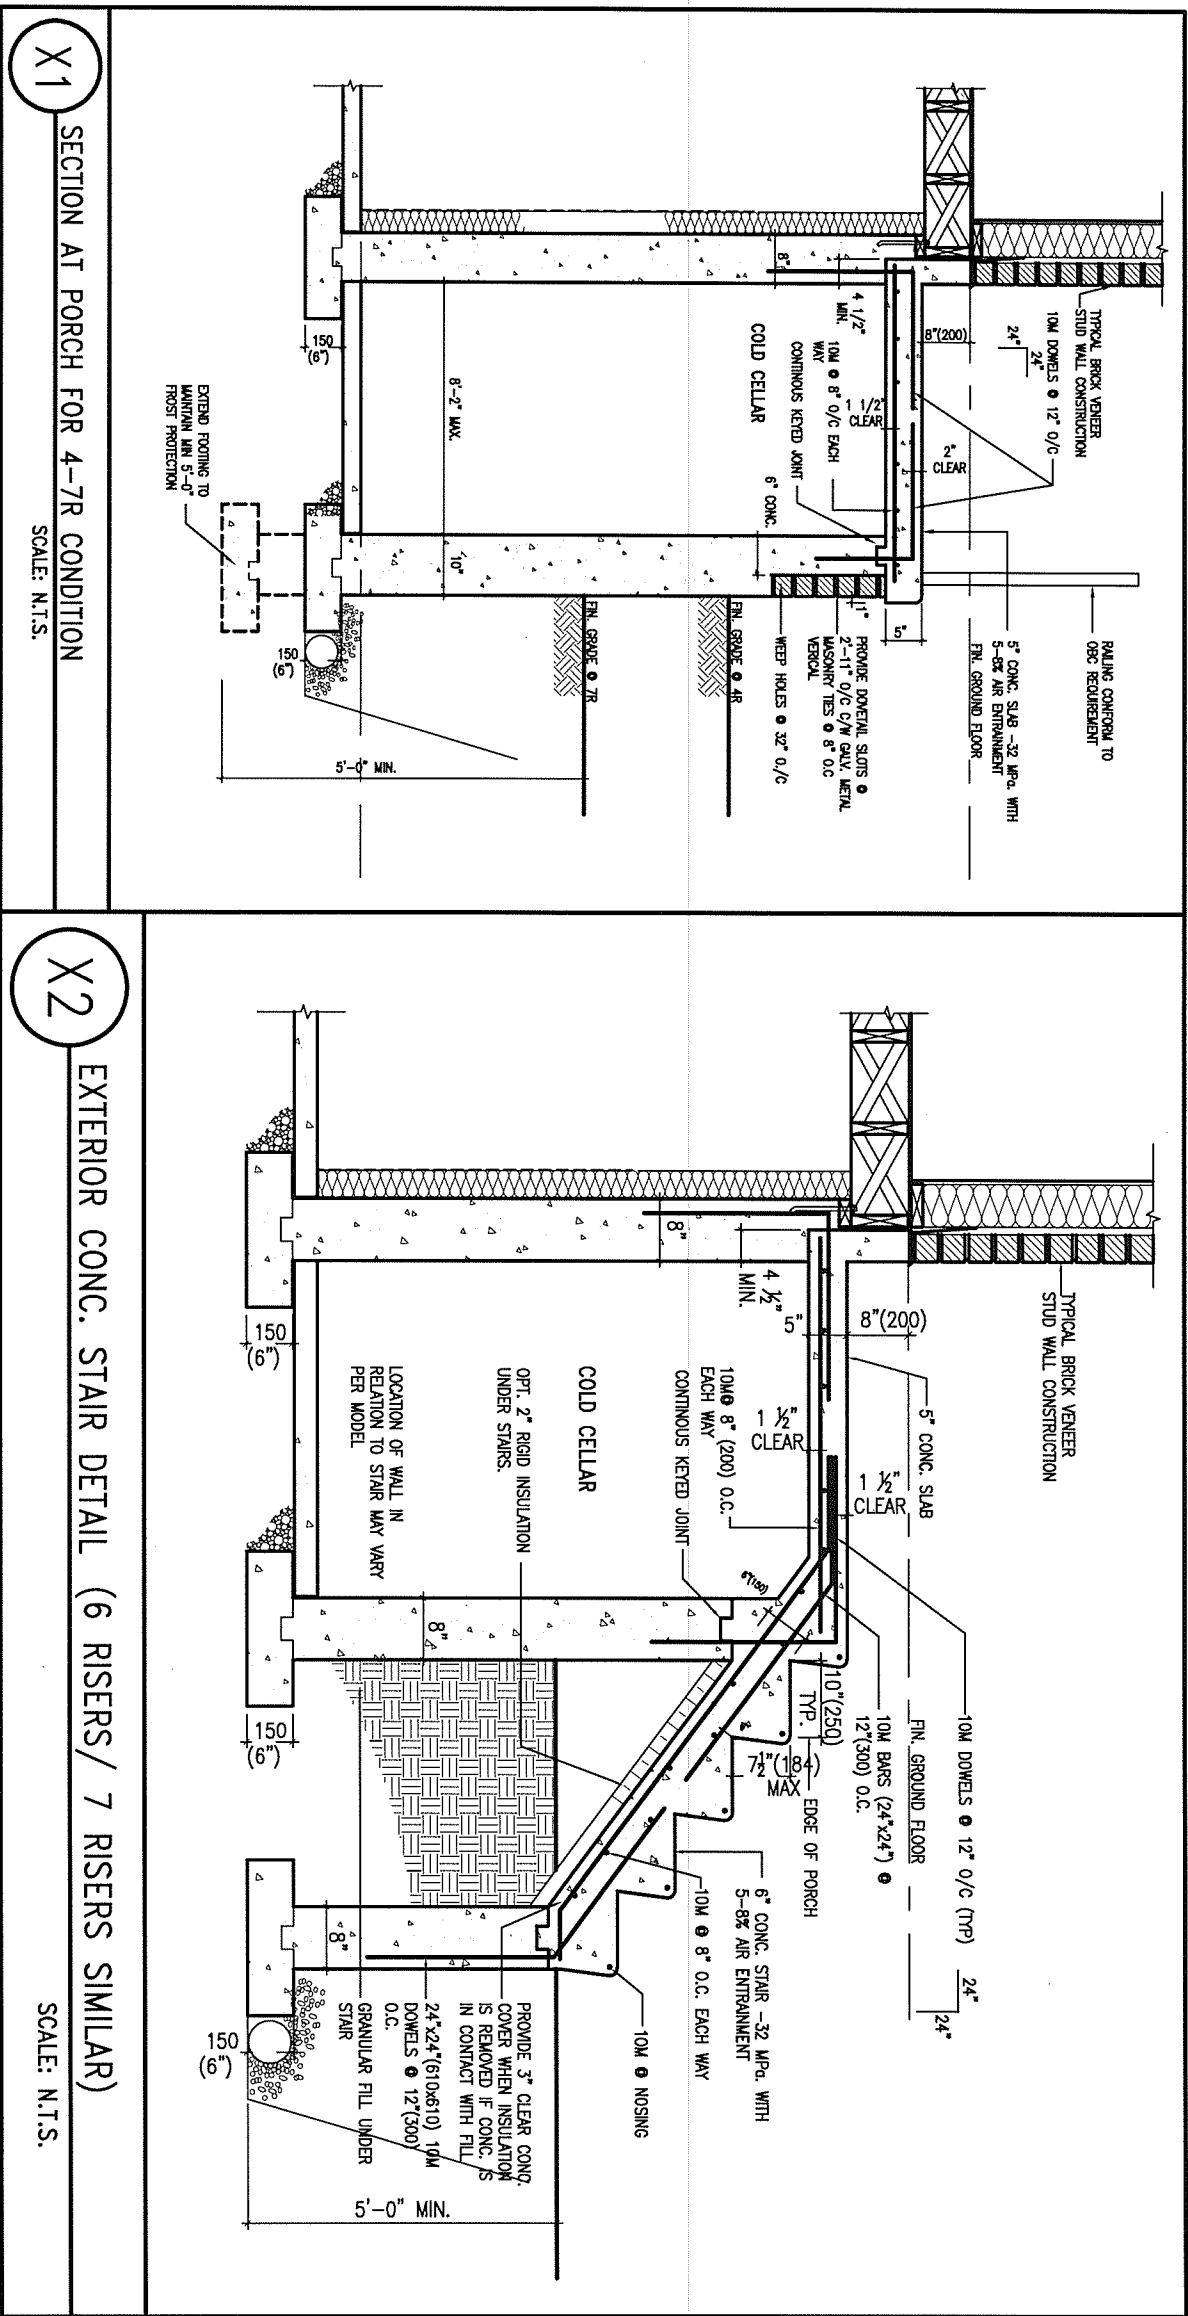 TYPICAL BRICK VENEER
STUD WALL CONSTRUCTION
10M DOWELS @ 12" O/C
24"
24"
RAILING CONFORM TO
OBC REQUIREMENT
5" CONC. SLAB -32 MPa. WITH
5-8% AIR ENTRAINMENT
FIN. GROUND FLOOR
8"(200)
2"
CLEAR
1 1/2"
CLEAR
5"
8"
4 1/2"
MIN.
10M @ 8" O/C EACH
WAY
CONTINOUS KEYED JOINT
COLD CELLAR
6" CONC.
1"
PROVIDE DOVETAIL SLOTS @
2'-11" O/C C/W GALV. METAL
MASONRY TIES @ 8" O.C
VERICAL
WEEP HOLES @ 32" O/C
FIN. GRADE @ 4R
FIN. GRADE @ 7R
8'-2" MAX.
10"
150
(6")
150
(6")
5'-0" MIN.
EXTEND FOOTING TO
MAINTAIN MIN 5'-0"
FROST PROTECTION
X1
SECTION AT PORCH FOR 4-7R CONDITION
SCALE: N.T.S.
TYPICAL BRICK VENEER
STUD WALL CONSTRUCTION
5" CONC. SLAB
8"(200)
5"
1 ½"
CLEAR
1 ½"
CLEAR
10M DOWELS @ 12" O/C (TYP)
24"
24"
FIN. GROUND FLOOR
10M BARS (24"x24") @
12"(300) O.C.
8"
4 ½"
MIN.
10M@ 8" (200) O.C.
EACH WAY
CONTINOUS KEYED JOINT
6"(150)
10"(250)
TYP.
7½"(184)
MAX
EDGE OF PORCH
6" CONC. STAIR -32 MPa. WITH
5-8% AIR ENTRAINMENT
10M @ 8" O.C. EACH WAY
10M @ NOSING
COLD CELLAR
OPT. 2" RIGID INSULATION
UNDER STAIRS.
LOCATION OF WALL IN
RELATION TO STAIR MAY VARY
PER MODEL
8"
8"
PROVIDE 3" CLEAR CONC.
COVER WHEN INSULATION
IS REMOVED IF CONC. IS
IN CONTACT WITH FILL
24"x24"(610x610) 10M
DOWELS @ 12"(300)
O.C.
GRANULAR FILL UNDER
STAIR
150
(6")
150
(6")
150
(6")
5'-0" MIN.
X2
EXTERIOR CONC. STAIR DETAIL (6 RISERS/ 7 RISERS SIMILAR)
SCALE: N.T.S.